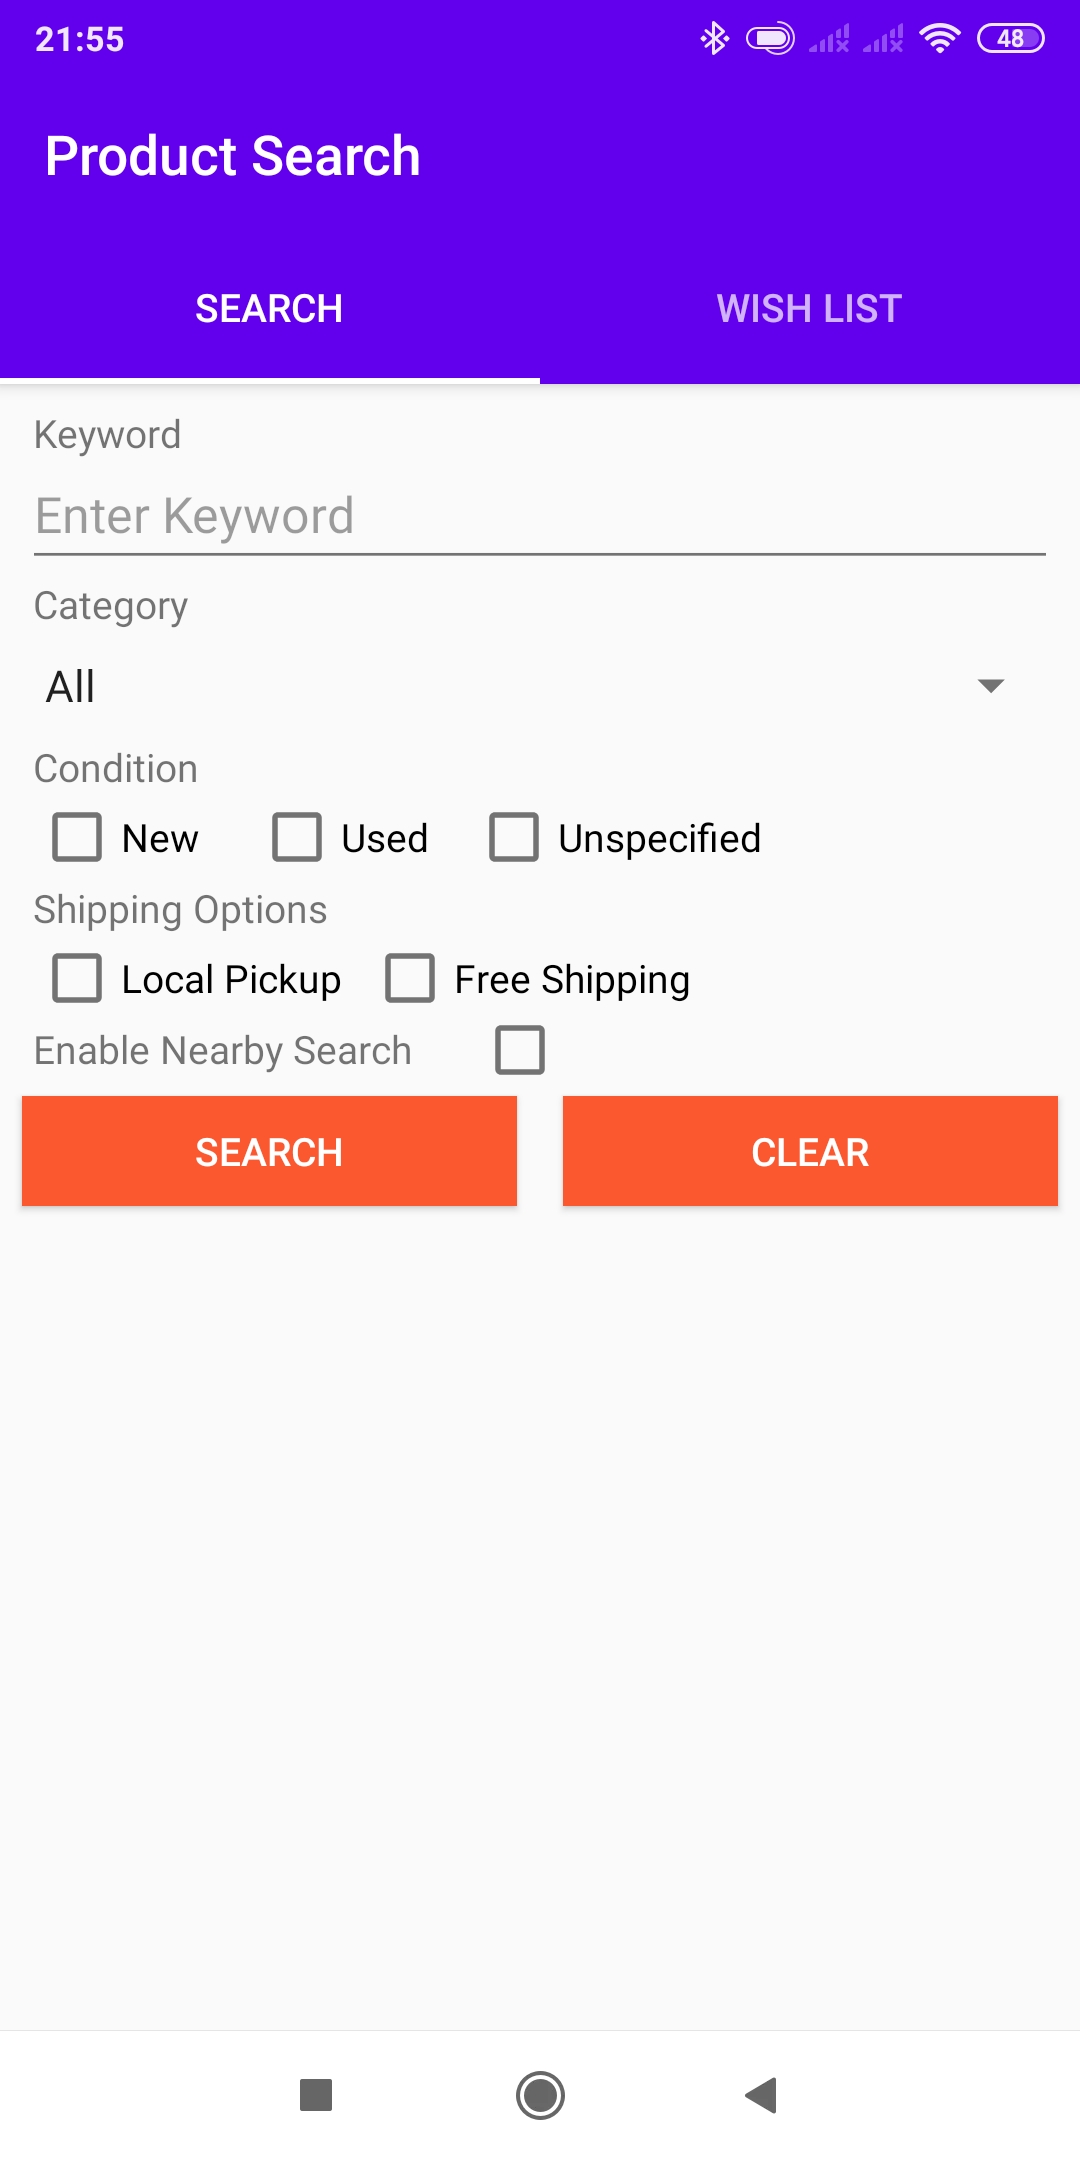 21:55 48
Product Search
SEARCH WISH LIST
Keyword
Enter Keyword
Category
All
Condition
New Used Unspecified
Shipping Options
Local Pickup Free Shipping
Enable Nearby Search
SEARCH CLEAR